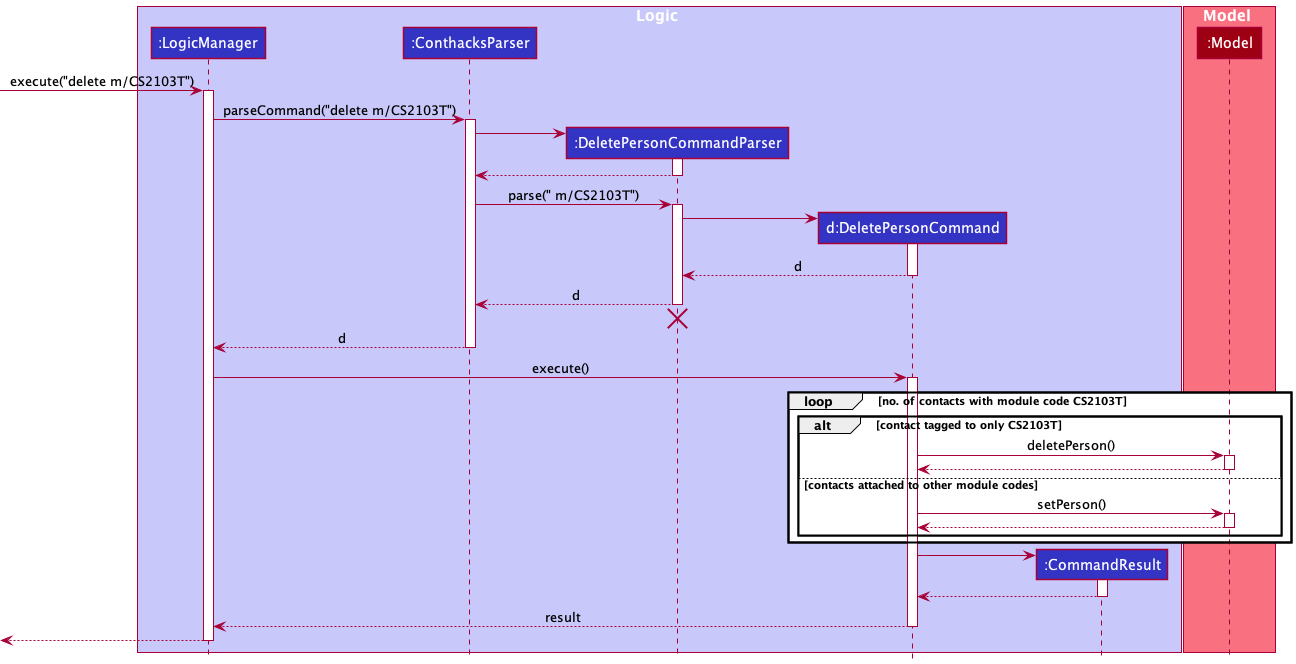 Logic
Model
:LogicManager
:ConthacksParser
:Model
execute("delete m/CS2103T")
parseCommand("delete m/CS2103T")
:DeletePersonCommandParser
parse(" m/CS2103T")
d:DeletePersonCommand
d
d
d
execute()
loop [no. of contacts with module code CS2103T]
alt [contact tagged to only CS2103T]
deletePerson()
[contacts attached to other module codes]
setPerson()
:CommandResult
result